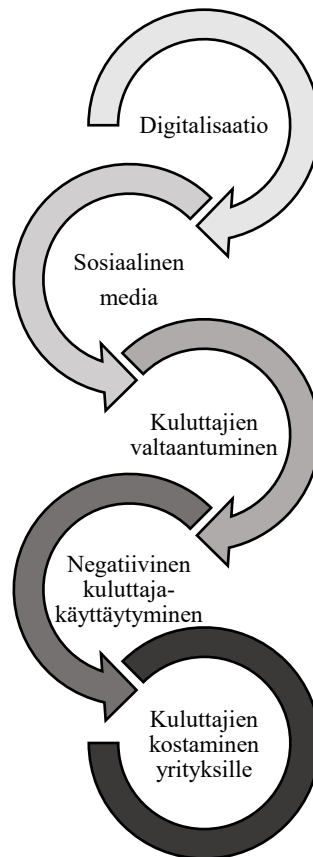 Digitalisaatio
Sosiaalinen
media
Kuluttajien
valtaantuminen
Negatiivinen
kuluttaja-
käyttäytyminen
Kuluttajien
kostaminen
yrityksille